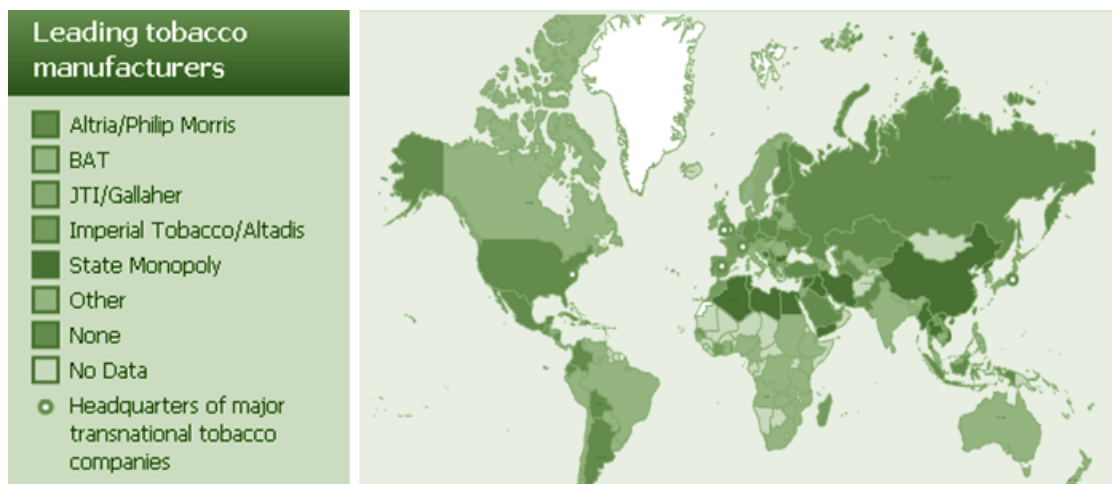 Leading tobacco
manufacturers
Altria/Philip Morris
BAT
JTI/Gallaher
Imperial Tobacco/Altadis
State Monopoly
Other
None
No Data
Headquarters of major
transnational tobacco
companies